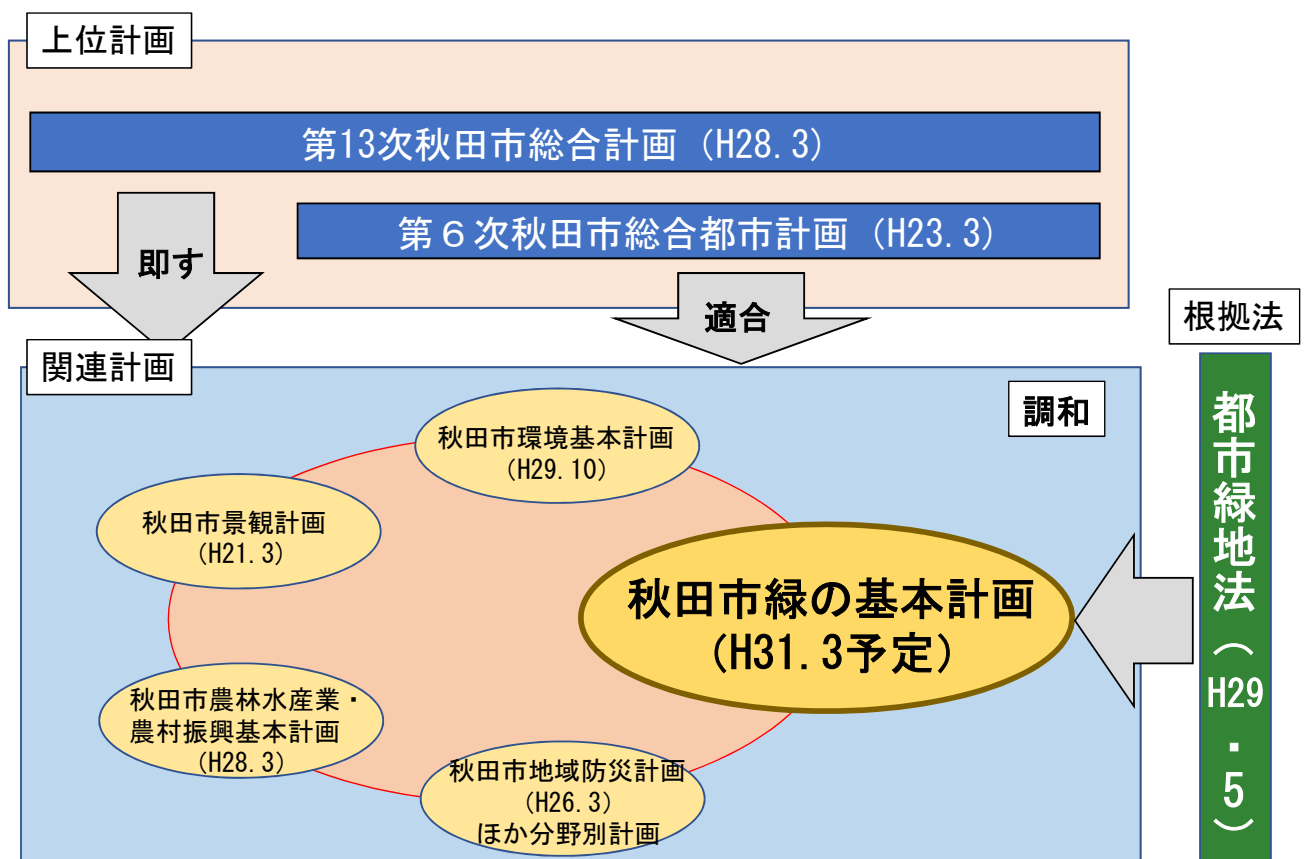 上位計画
第13次秋田市総合計画（H28.3）
第６次秋田市総合都市計画（H23.3）
即す
適合
根拠法
関連計画
調和
都市緑地法（H29・5）
秋田市環境基本計画
(H29.10)
秋田市景観計画
(H21.3)
秋田市緑の基本計画
(H31.3予定)
秋田市農林水産業・
農村振興基本計画
(H28.3)
秋田市地域防災計画
(H26.3)
ほか分野別計画